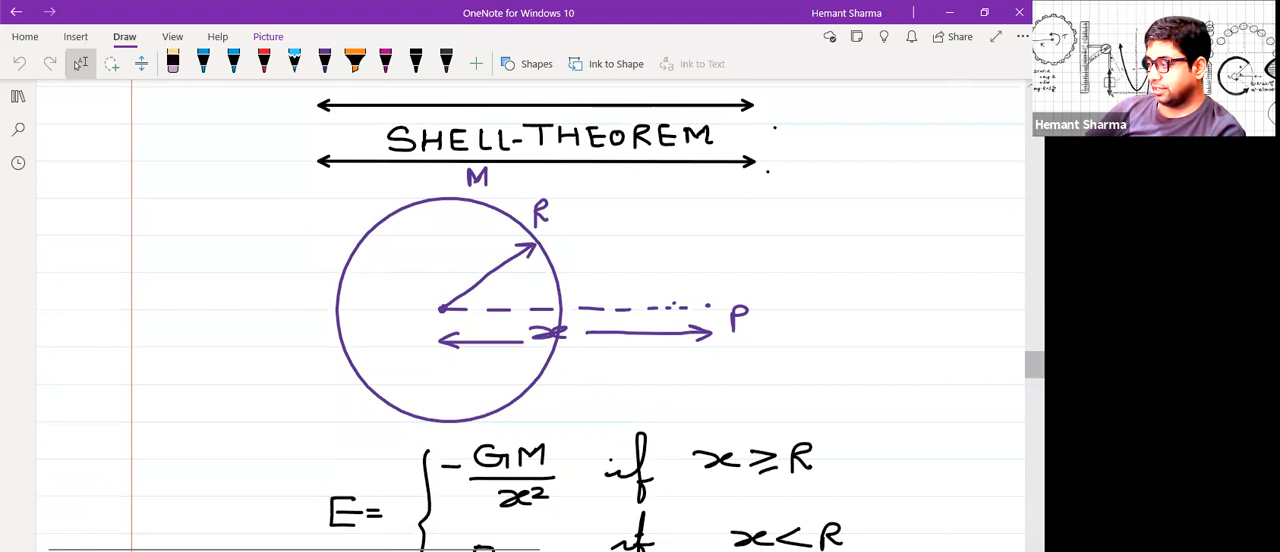 OneNote for Windows 10
Hemant Sharma
Home Insert Draw View Help Picture
Share
Shapes Ink to Shape Ink to Text
Hemant Sharma
SHELL-THEOREM
M
R
P
x
E= { -GM/x² if x ≥ R
if x < R